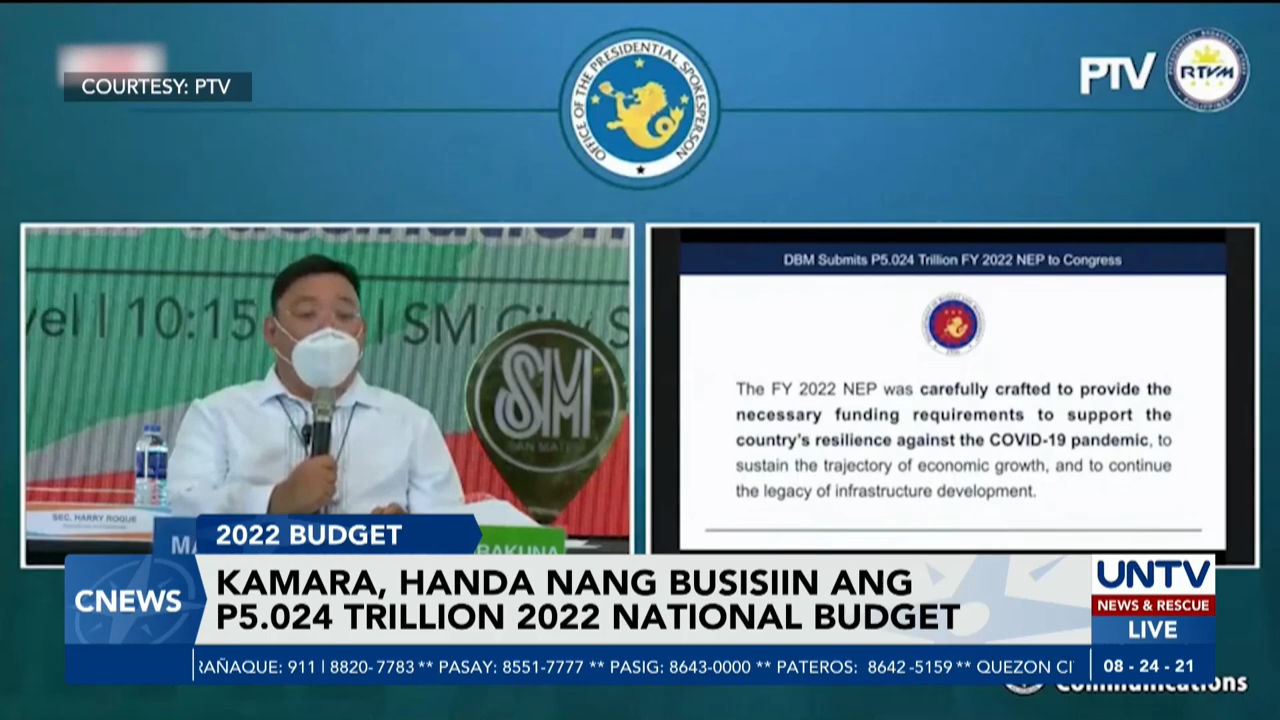 COURTESY: PTV
OFFICE OF THE PRESIDENTIAL SPOKESPERSON
PTV
RTVM
PHILIPPINES
10:15
SM City S
SM
SAN MATEO
SEC. HARRY ROQUE
MA
BAKUNA
DBM Submits P5.024 Trillion FY 2022 NEP to Congress
The FY 2022 NEP was carefully crafted to provide the
necessary funding requirements to support the
country's resilience against the COVID-19 pandemic, to
sustain the trajectory of economic growth, and to continue
the legacy of infrastructure development.
2022 BUDGET
CNEWS
KAMARA, HANDA NANG BUSISIIN ANG
P5.024 TRILLION 2022 NATIONAL BUDGET
UNTV
NEWS & RESCUE
LIVE
RAÑAQUE: 911 | 8820-7783 ** PASAY: 8551-7777 ** PASIG: 8643-0000 ** PATEROS: 8642-5159 ** QUEZON CI
08 - 24 - 21
Communications